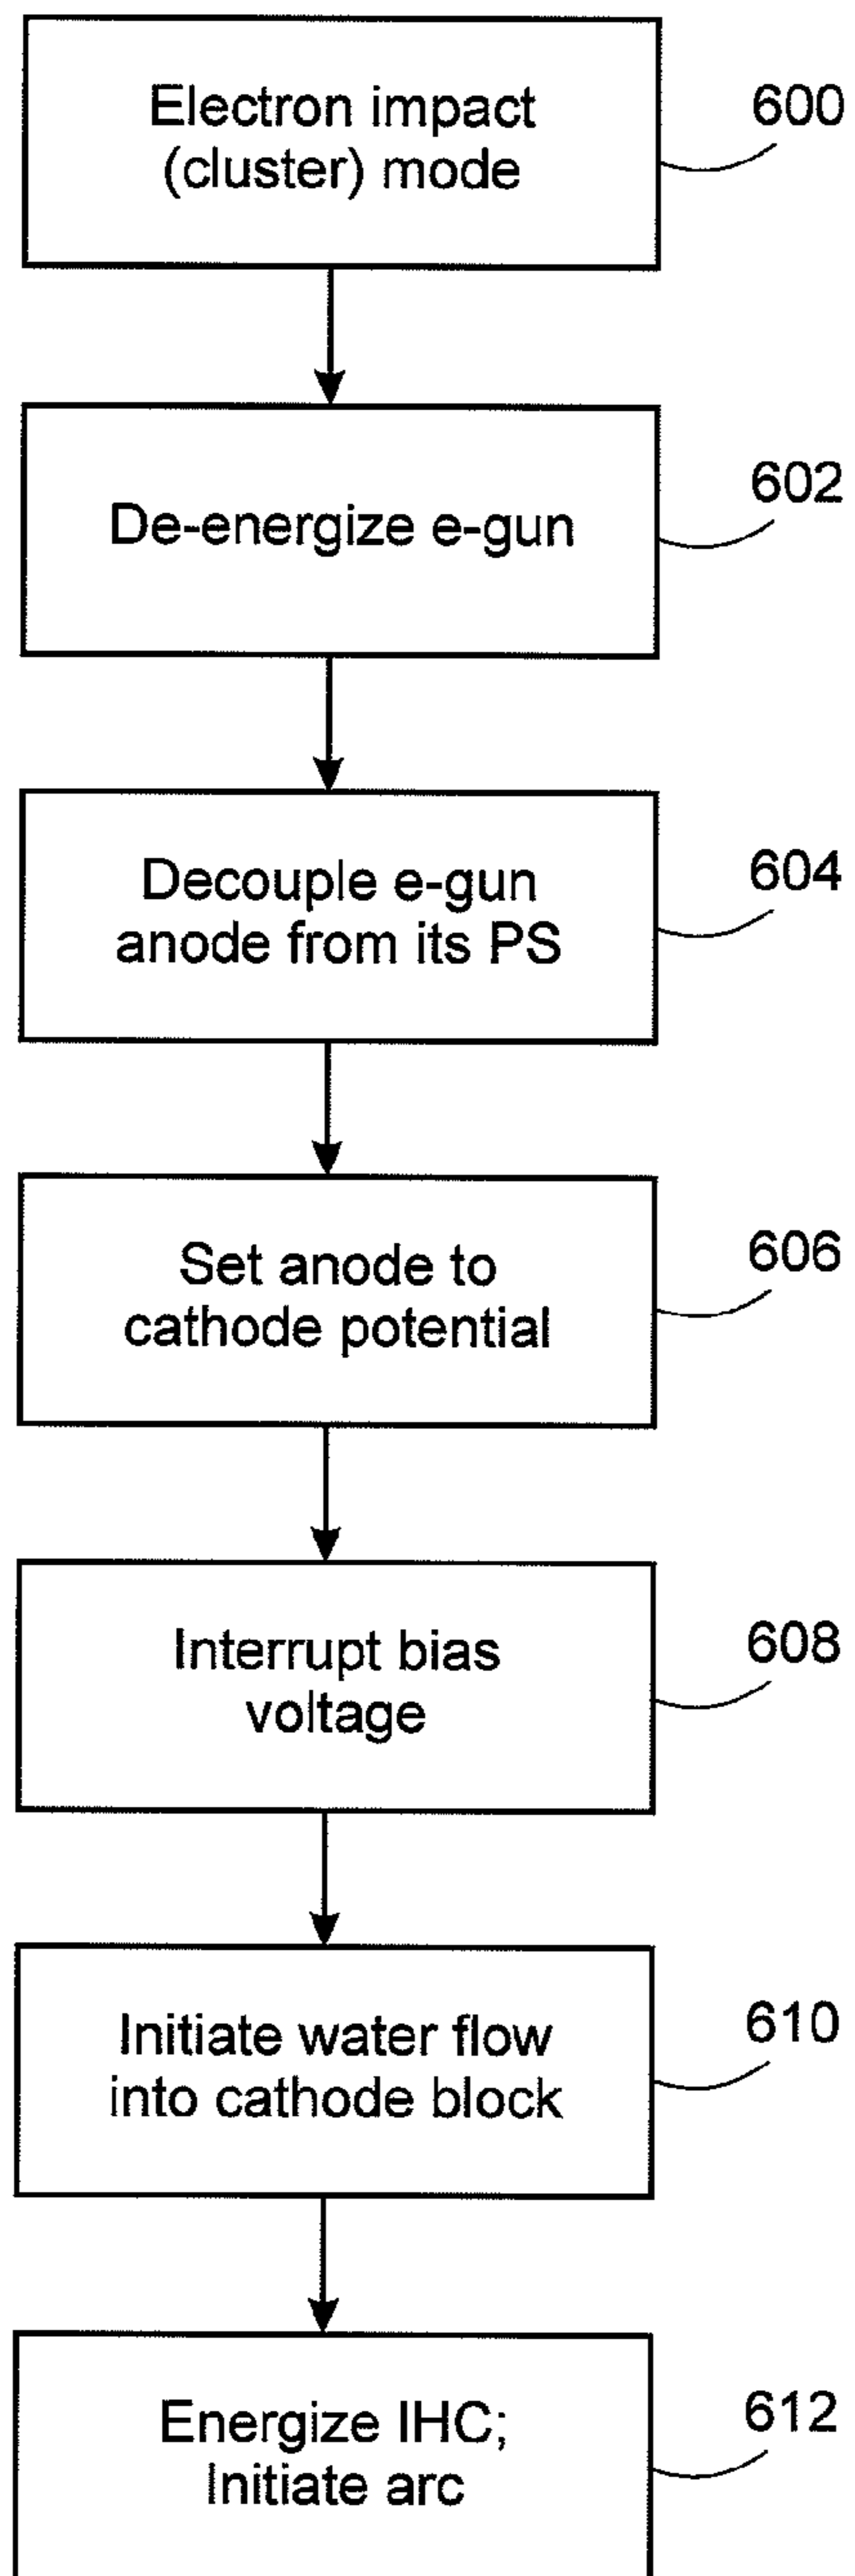 Electron impact
(cluster) mode
600
De-energize e-gun
602
Decouple e-gun
anode from its PS
604
Set anode to
cathode potential
606
Interrupt bias
voltage
608
Initiate water flow
into cathode block
610
Energize IHC;
Initiate arc
612